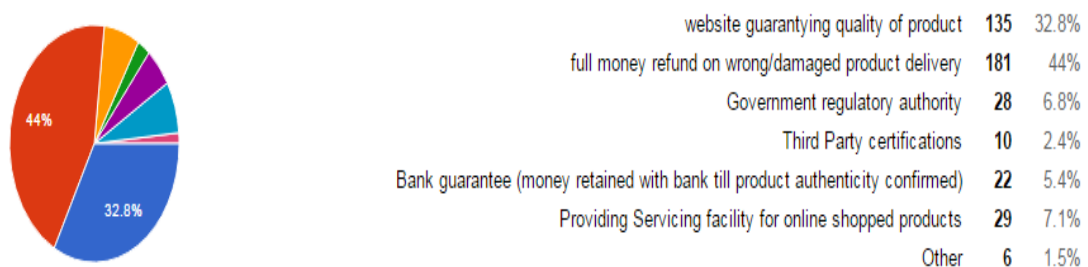 44%
32.8%
website guarantying quality of product 135 32.8%
full money refund on wrong/damaged product delivery 181 44%
Government regulatory authority 28 6.8%
Third Party certifications 10 2.4%
Bank guarantee (money retained with bank till product authenticity confirmed) 22 5.4%
Providing Servicing facility for online shopped products 29 7.1%
Other 6 1.5%